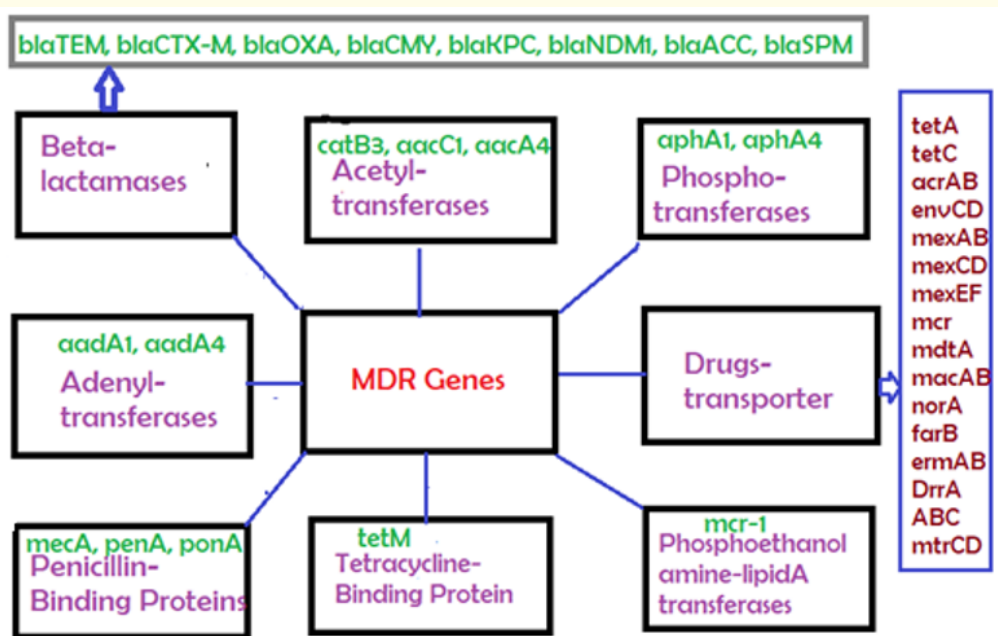 blaTEM, blaCTX-M, blaOXA, blaCMY, blaKPC, blaNDM1, blaACC, blaSPM
Beta-
lactamases
catB3, aacC1, aacA4
Acetyl-
transferases
aphA1, aphA4
Phospho-
transferases
aadA1, aadA4
Adenyl-
transferases
MDR Genes
Drugs-
transporter
tetA
tetC
acrAB
envCD
mexAB
mexCD
mexEF
mcr
mdtA
macAB
norA
farB
ermAB
DrrA
ABC
mtrCD
mecA, penA, ponA
Penicillin-
Binding Proteins
tetM
Tetracycline-
Binding Protein
mcr-1
Phosphoethanol
amine-lipidA
transferases